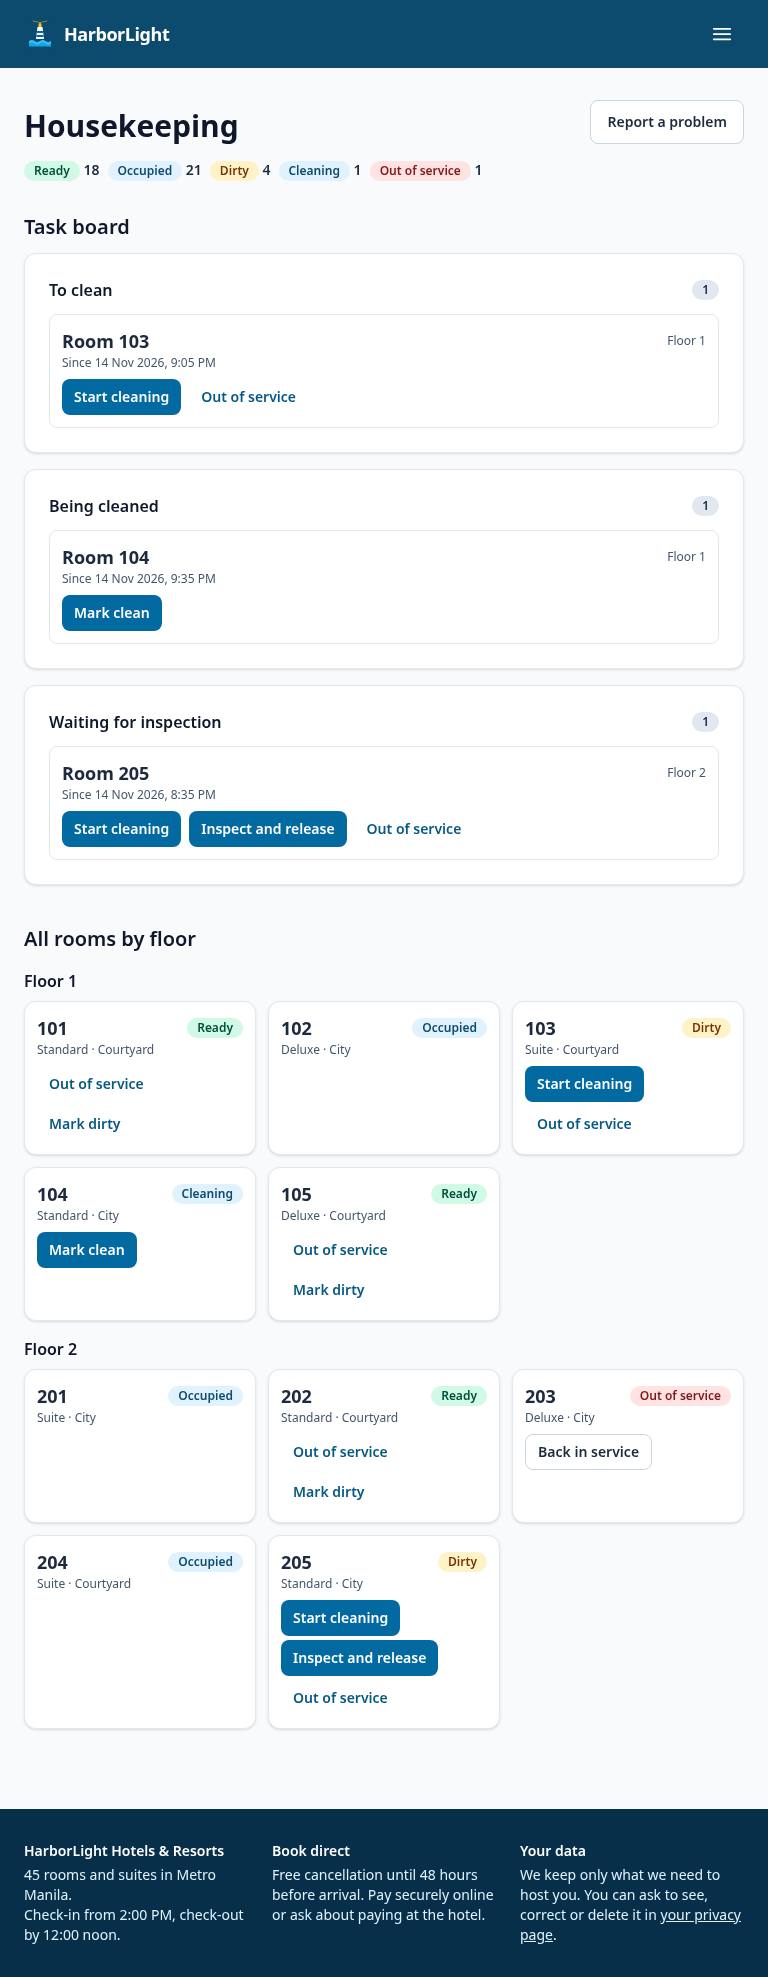 HarborLight
Housekeeping
Report a problem
Ready 18 Occupied 21 Dirty 4 Cleaning 1 Out of service 1
Task board
To clean 1
Room 103 Floor 1
Since 14 Nov 2026, 9:05 PM
Start cleaning Out of service
Being cleaned 1
Room 104 Floor 1
Since 14 Nov 2026, 9:35 PM
Mark clean
Waiting for inspection 1
Room 205 Floor 2
Since 14 Nov 2026, 8:35 PM
Start cleaning Inspect and release Out of service
All rooms by floor
Floor 1
101 Ready
Standard · Courtyard
Out of service
Mark dirty
102 Occupied
Deluxe · City
103 Dirty
Suite · Courtyard
Start cleaning
Out of service
104 Cleaning
Standard · City
Mark clean
105 Ready
Deluxe · Courtyard
Out of service
Mark dirty
Floor 2
201 Occupied
Suite · City
202 Ready
Standard · Courtyard
Out of service
Mark dirty
203 Out of service
Deluxe · City
Back in service
204 Occupied
Suite · Courtyard
205 Dirty
Standard · City
Start cleaning
Inspect and release
Out of service
HarborLight Hotels & Resorts
45 rooms and suites in Metro
Manila.
Check-in from 2:00 PM, check-out
by 12:00 noon.
Book direct
Free cancellation until 48 hours
before arrival. Pay securely online
or ask about paying at the hotel.
Your data
We keep only what we need to
host you. You can ask to see,
correct or delete it in your privacy
page.